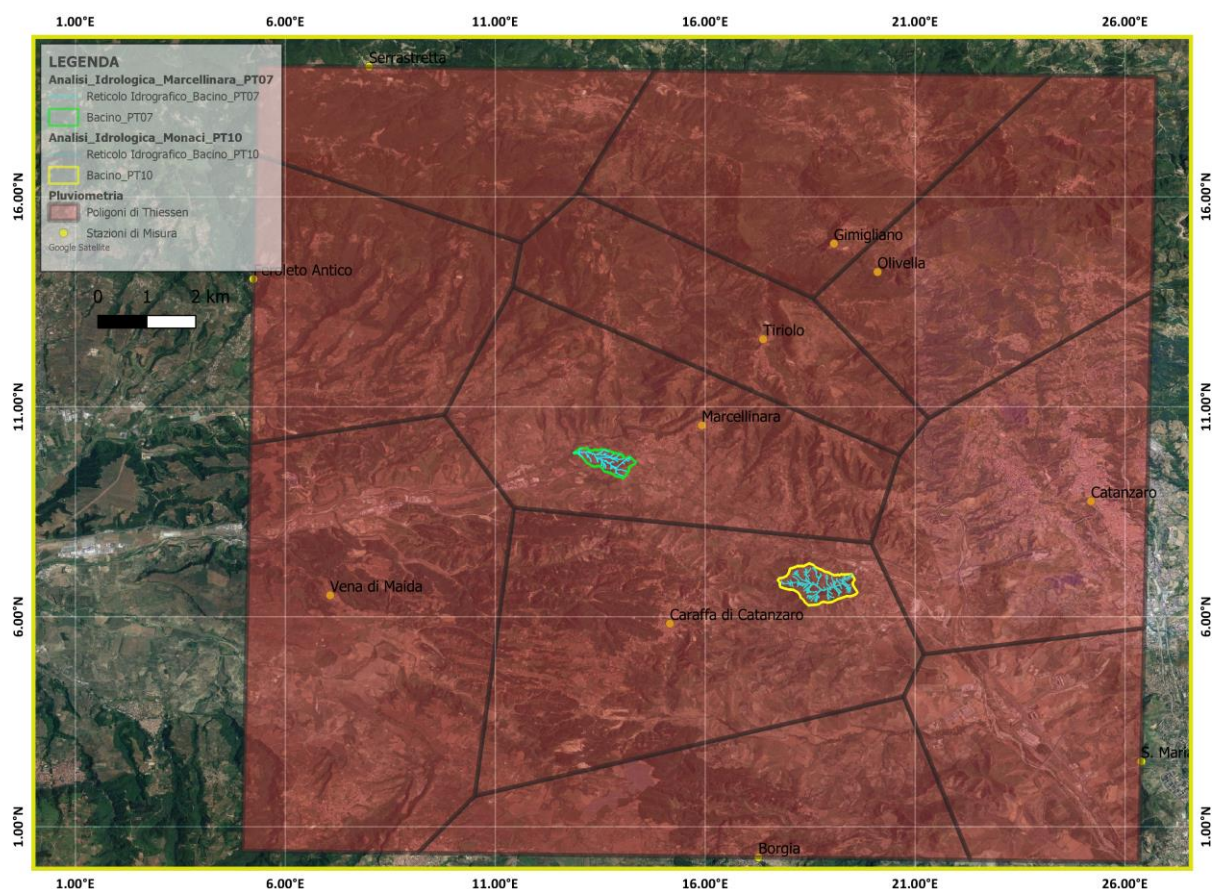 1.00°E 6.00°E 11.00°E 16.00°E 21.00°E 26.00°E
LEGENDA
Analisi_Idrologica_Marcellinara_PT07
Reticolo Idrografico_Bacino_PT07
Bacino_PT07
Analisi_Idrologica_Monaci_PT10
Reticolo Idrografico_Bacino_PT10
Bacino_PT10
Pluviometria
Poligoni di Thiessen
Stazioni di Misura
Google Satellite
0 1 2 km
Serrastretta
16.00°N 16.00°N
Gimigliano
Olivella
Feroleto Antico
Tiriolo
11.00°N 11.00°N
Marcellinara
Catanzaro
Vena di Maida
Caraffa di Catanzaro
6.00°N 6.00°N
S. Maria
1.00°N 1.00°N
Borgia
1.00°E 6.00°E 11.00°E 16.00°E 21.00°E 26.00°E